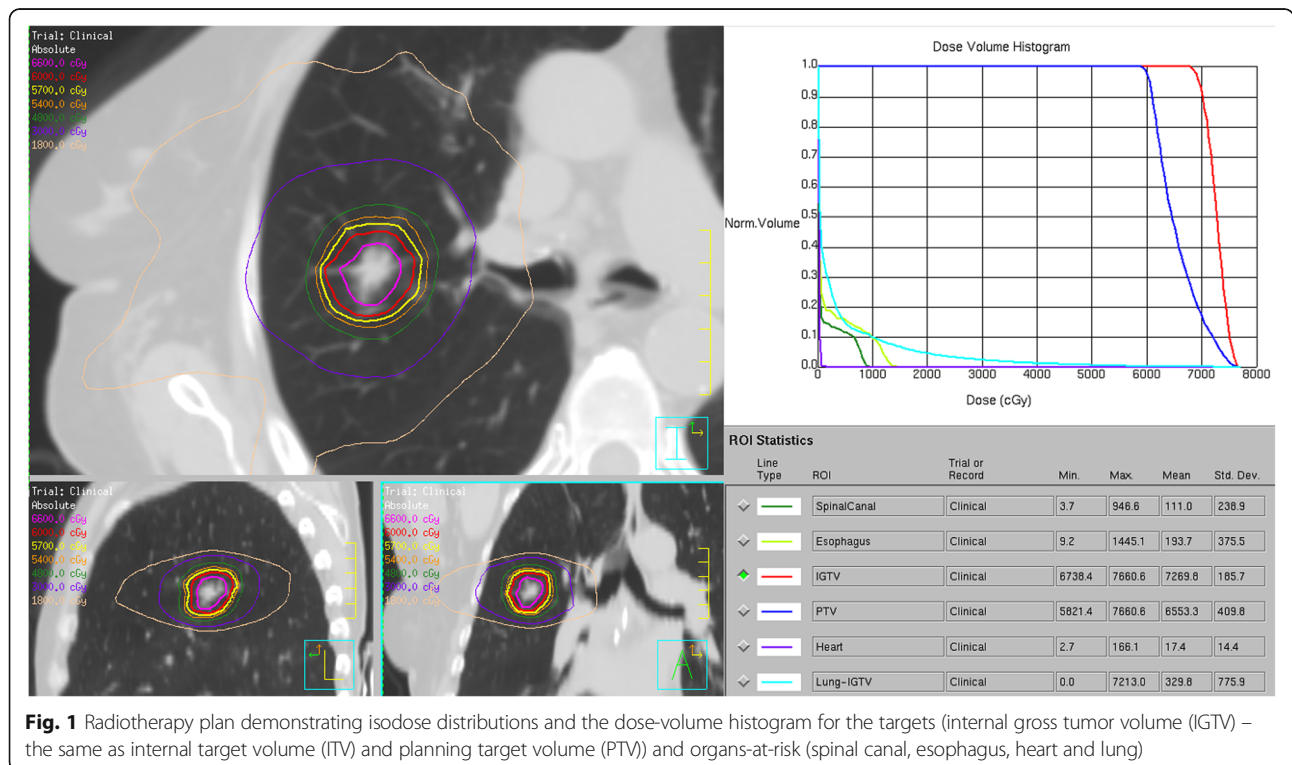 Trial: Clinical
Absolute
6600.0 cGy
6000.0 cGy
5700.0 cGy
5400.0 cGy
4800.0 cGy
3000.0 cGy
1800.0 cGy
I
Trial: Clinical
Absolute
6600.0 cGy
6000.0 cGy
5700.0 cGy
5400.0 cGy
4800.0 cGy
3000.0 cGy
1800.0 cGy
L
Trial: Clinical
Absolute
6600.0 cGy
6000.0 cGy
5700.0 cGy
5400.0 cGy
4800.0 cGy
3000.0 cGy
1800.0 cGy
A
Dose Volume Histogram
1.0
0.9
0.8
0.7
0.6
0.5
Norm.Volume
0.4
0.3
0.2
0.1
0.0
0 1000 2000 3000 4000 5000 6000 7000 8000
Dose (cGy)
ROI Statistics
Line Type ROI Trial or Record Min. Max. Mean Std. Dev.
SpinalCanal Clinical 3.7 946.6 111.0 238.9
Esophagus Clinical 9.2 1445.1 193.7 375.5
IGTV Clinical 6738.4 7660.6 7269.8 185.7
PTV Clinical 5821.4 7660.6 6553.3 409.8
Heart Clinical 2.7 166.1 17.4 14.4
Lung-IGTV Clinical 0.0 7213.0 329.8 775.9
Fig. 1 Radiotherapy plan demonstrating isodose distributions and the dose-volume histogram for the targets (internal gross tumor volume (IGTV) –
the same as internal target volume (ITV) and planning target volume (PTV)) and organs-at-risk (spinal canal, esophagus, heart and lung)